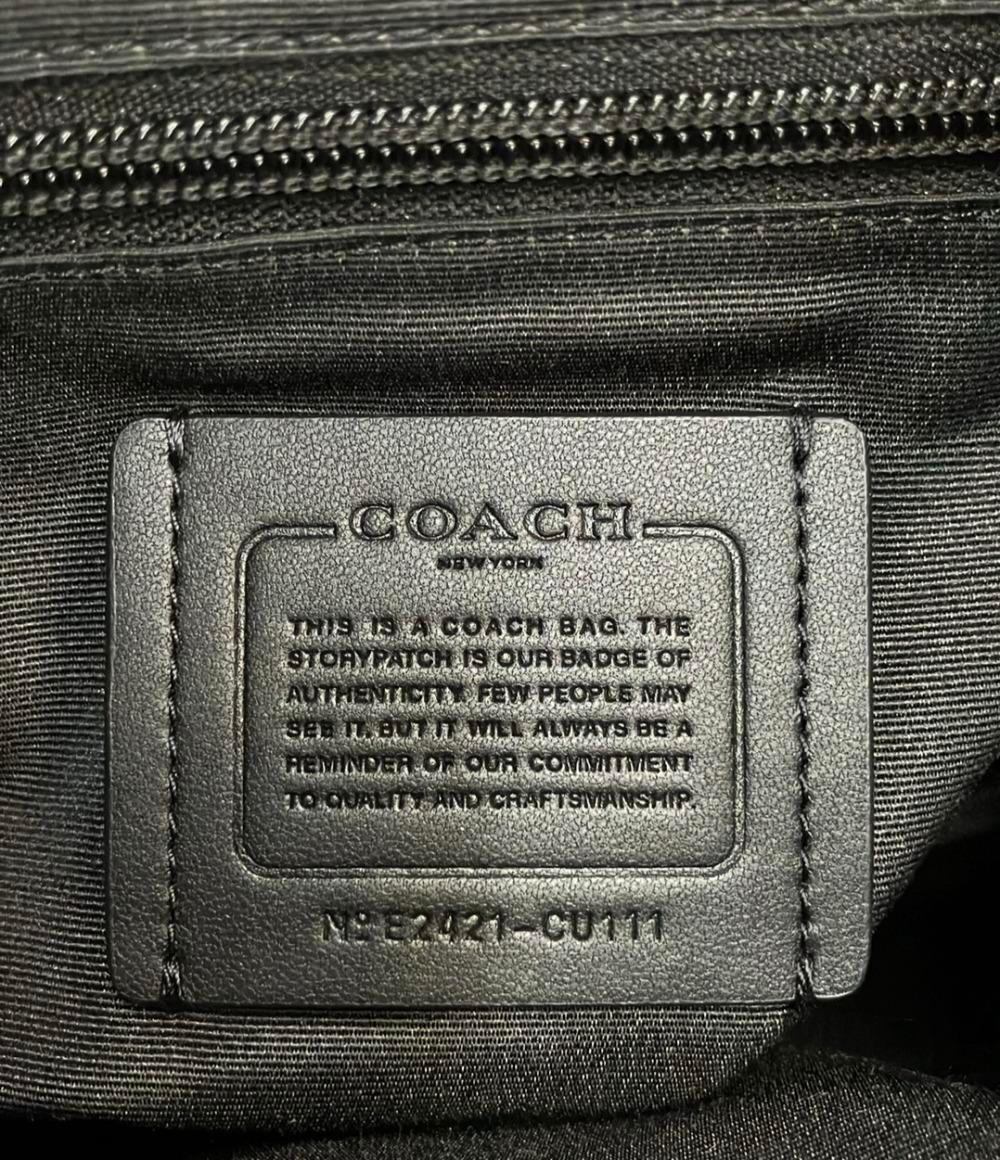 COACH
NEW YORK
THIS IS A COACH BAG. THE
STORYPATCH IS OUR BADGE OF
AUTHENTICITY. FEW PEOPLE MAY
SEE IT, BUT IT WILL ALWAYS BE A
REMINDER OF OUR COMMITMENT
TO QUALITY AND CRAFTSMANSHIP.
Nº E2421-CU111